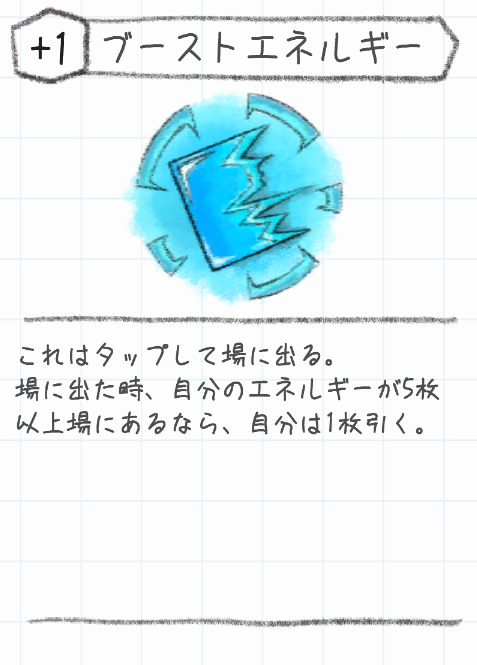 +1 ブーストエネルギー
これはタップして場に出る。
場に出た時、自分のエネルギーが5枚
以上場にあるなら、自分は1枚引く。